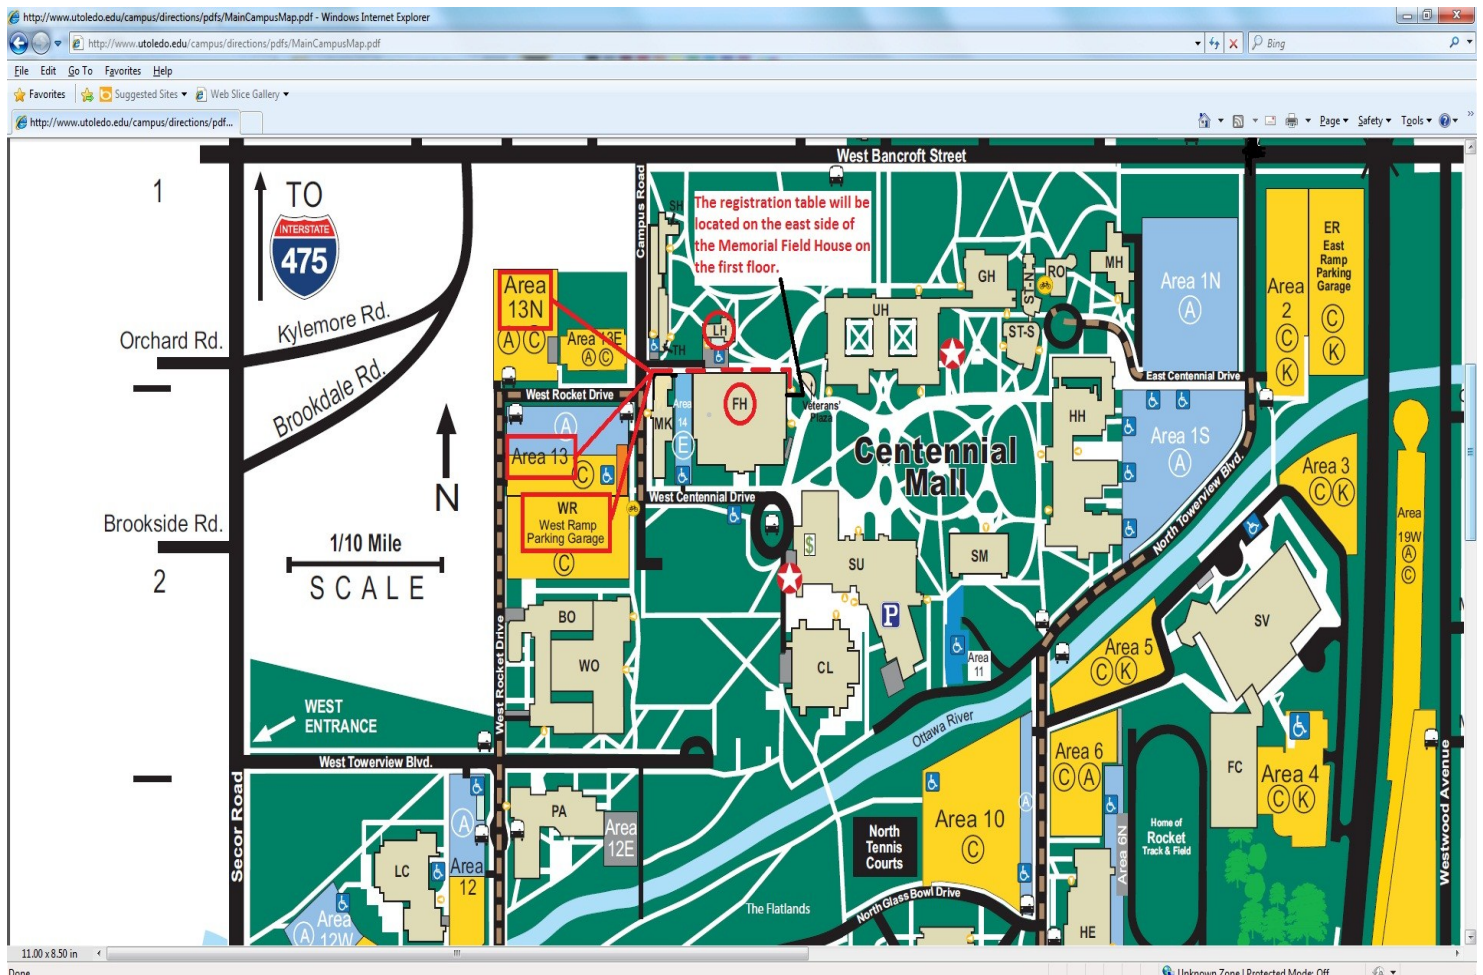 http://www.utoledo.edu/campus/directions/pdfs/MainCampusMap.pdf - Windows Internet Explorer
http://www.utoledo.edu/campus/directions/pdfs/MainCampusMap.pdf
Bing
File Edit Go To Favorites Help
Favorites Suggested Sites Web Slice Gallery
http://www.utoledo.edu/campus/directions/pdf...
Page Safety Tools
West Bancroft Street
1
TO
INTERSTATE
475
Campus Road
SH
The registration table will be
located on the east side of
the Memorial Field House on
the first floor.
GH
ST-N
RO
MH
Area 1N
A
Area
2
C
K
ER
East
Ramp
Parking
Garage
C
K
Area
13N
A C
Area 13E
A C
Kylemore Rd.
Orchard Rd.
Brookdale Rd.
LH
TH
UH
ST-S
East Centennial Drive
West Rocket Drive
A
Area 13
C
MK
Area
14
E
FH
Veterans'
Plaza
Centennial
Mall
HH
Area 1S
A
North Towerview Blvd.
Area 3
C K
Area
19W
A
C
N
West Centennial Drive
WR
West Ramp
Parking Garage
C
Brookside Rd.
1/10 Mile
SCALE
2
$
SU
SM
P
SV
BO
WO
CL
Area
11
Area 5
C K
West Rocket Drive
WEST
ENTRANCE
Ottawa River
West Towerview Blvd.
Area 6
C A
FC
Area 4
C K
Secor Road
Westwood Avenue
A
PA
Area
12E
LC
Area
12
A
Area
12W
North
Tennis
Courts
Area 10
C
A
Area 6N
Home of
Rocket
Track & Field
The Flatlands
North Glass Bowl Drive
HE
11.00 x 8.50 in
Done
Unknown Zone | Protected Mode: Off